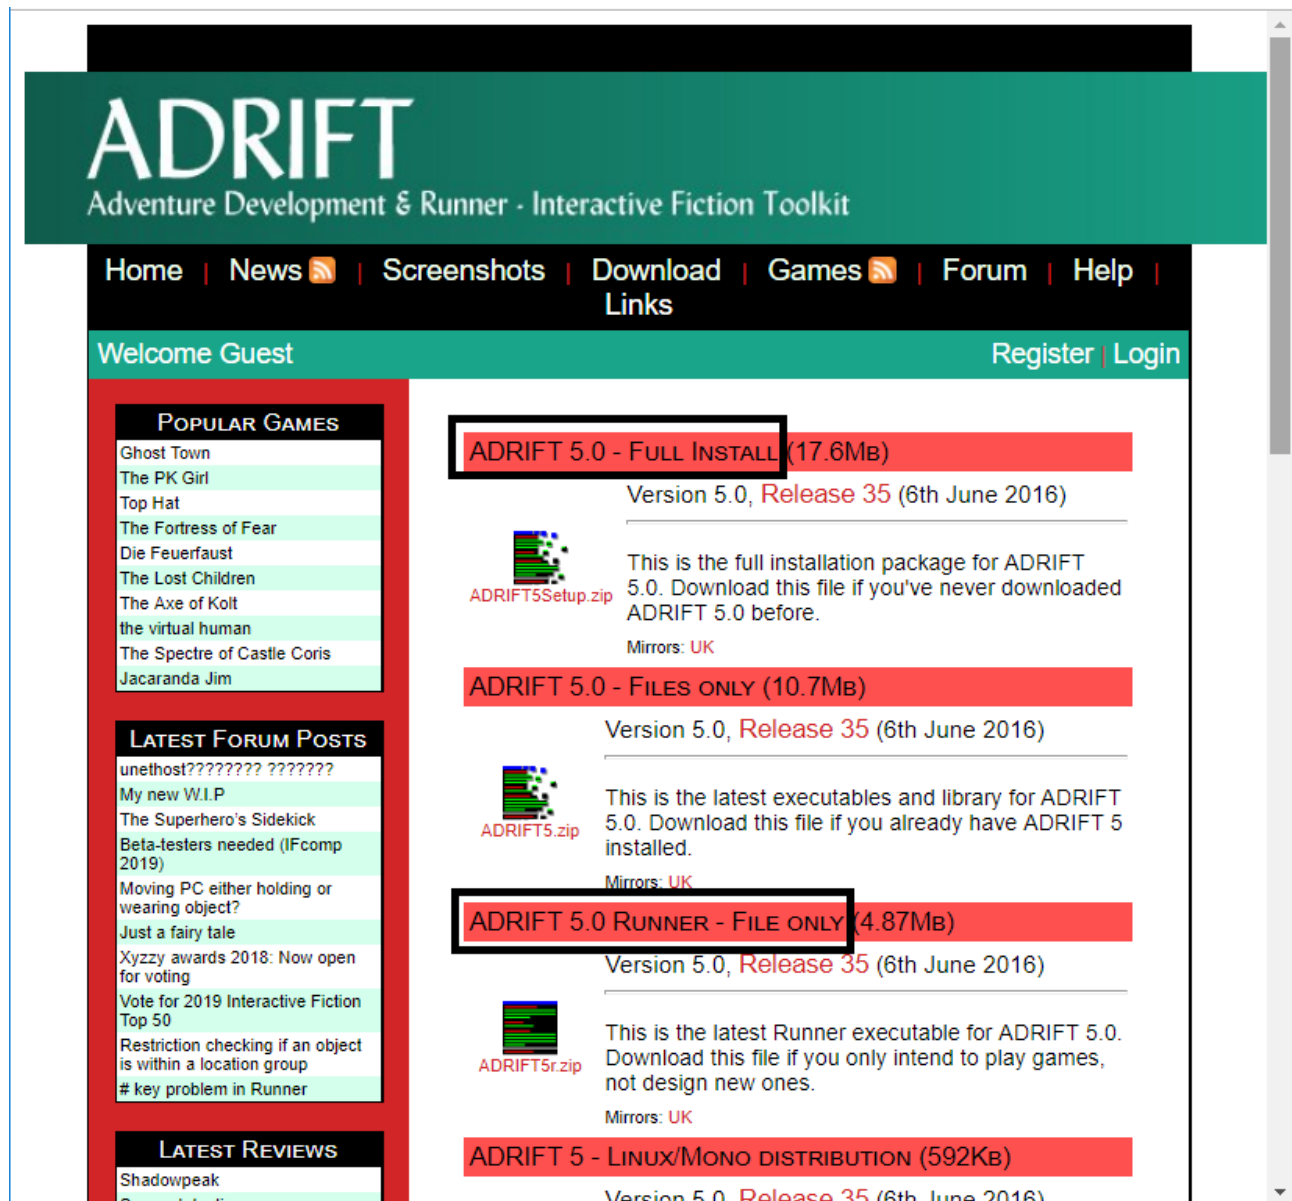 ADRIFT
Adventure Development & Runner - Interactive Fiction Toolkit
Home | News | Screenshots | Download | Games | Forum | Help |
Links
Welcome Guest
Register | Login
POPULAR GAMES
Ghost Town
The PK Girl
Top Hat
The Fortress of Fear
Die Feuerfaust
The Lost Children
The Axe of Kolt
the virtual human
The Spectre of Castle Coris
Jacaranda Jim
LATEST FORUM POSTS
unethost???????? ???????
My new W.I.P
The Superhero's Sidekick
Beta-testers needed (IFcomp
2019)
Moving PC either holding or
wearing object?
Just a fairy tale
Xyzzy awards 2018: Now open
for voting
Vote for 2019 Interactive Fiction
Top 50
Restriction checking if an object
is within a location group
# key problem in Runner
LATEST REVIEWS
Shadowpeak
ADRIFT 5.0 - FULL INSTALL (17.6MB)
Version 5.0, Release 35 (6th June 2016)
ADRIFT5Setup.zip
This is the full installation package for ADRIFT
5.0. Download this file if you've never downloaded
ADRIFT 5.0 before.
Mirrors: UK
ADRIFT 5.0 - FILES ONLY (10.7MB)
Version 5.0, Release 35 (6th June 2016)
ADRIFT5.zip
This is the latest executables and library for ADRIFT
5.0. Download this file if you already have ADRIFT 5
installed.
Mirrors: UK
ADRIFT 5.0 RUNNER - FILE ONLY (4.87MB)
Version 5.0, Release 35 (6th June 2016)
ADRIFT5r.zip
This is the latest Runner executable for ADRIFT 5.0.
Download this file if you only intend to play games,
not design new ones.
Mirrors: UK
ADRIFT 5 - LINUX/MONO DISTRIBUTION (592KB)
Version 5.0, Release 35 (6th June 2016)